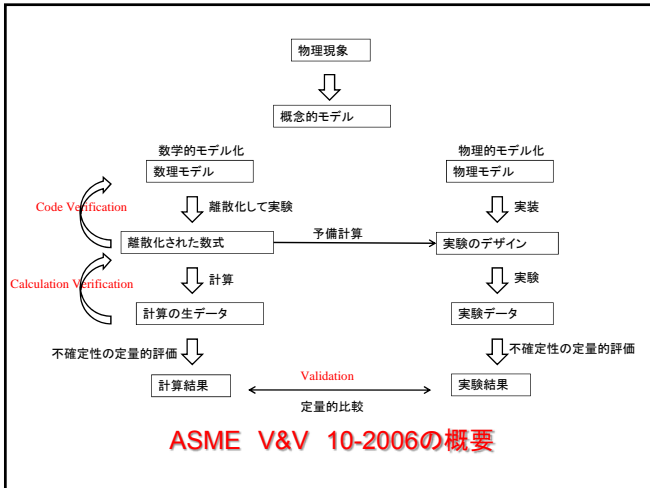 物理現象
概念的モデル
数学的モデル化
数理モデル
物理的モデル化
物理モデル
Code Verification
離散化して実験
実装
離散化された数式
予備計算
実験のデザイン
Calculation Verification
計算
実験
計算の生データ
実験データ
不確定性の定量的評価
不確定性の定量的評価
計算結果
Validation
実験結果
定量的比較
ASME V&V 10-2006の概要